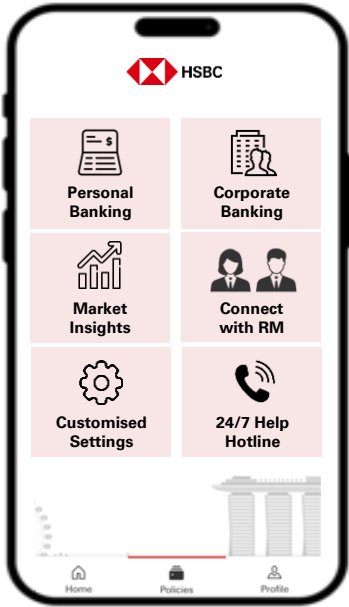 HSBC
Personal
Banking
Corporate
Banking
Market
Insights
Connect
with RM
Customised
Settings
24/7 Help
Hotline
Home
Policies
Profile